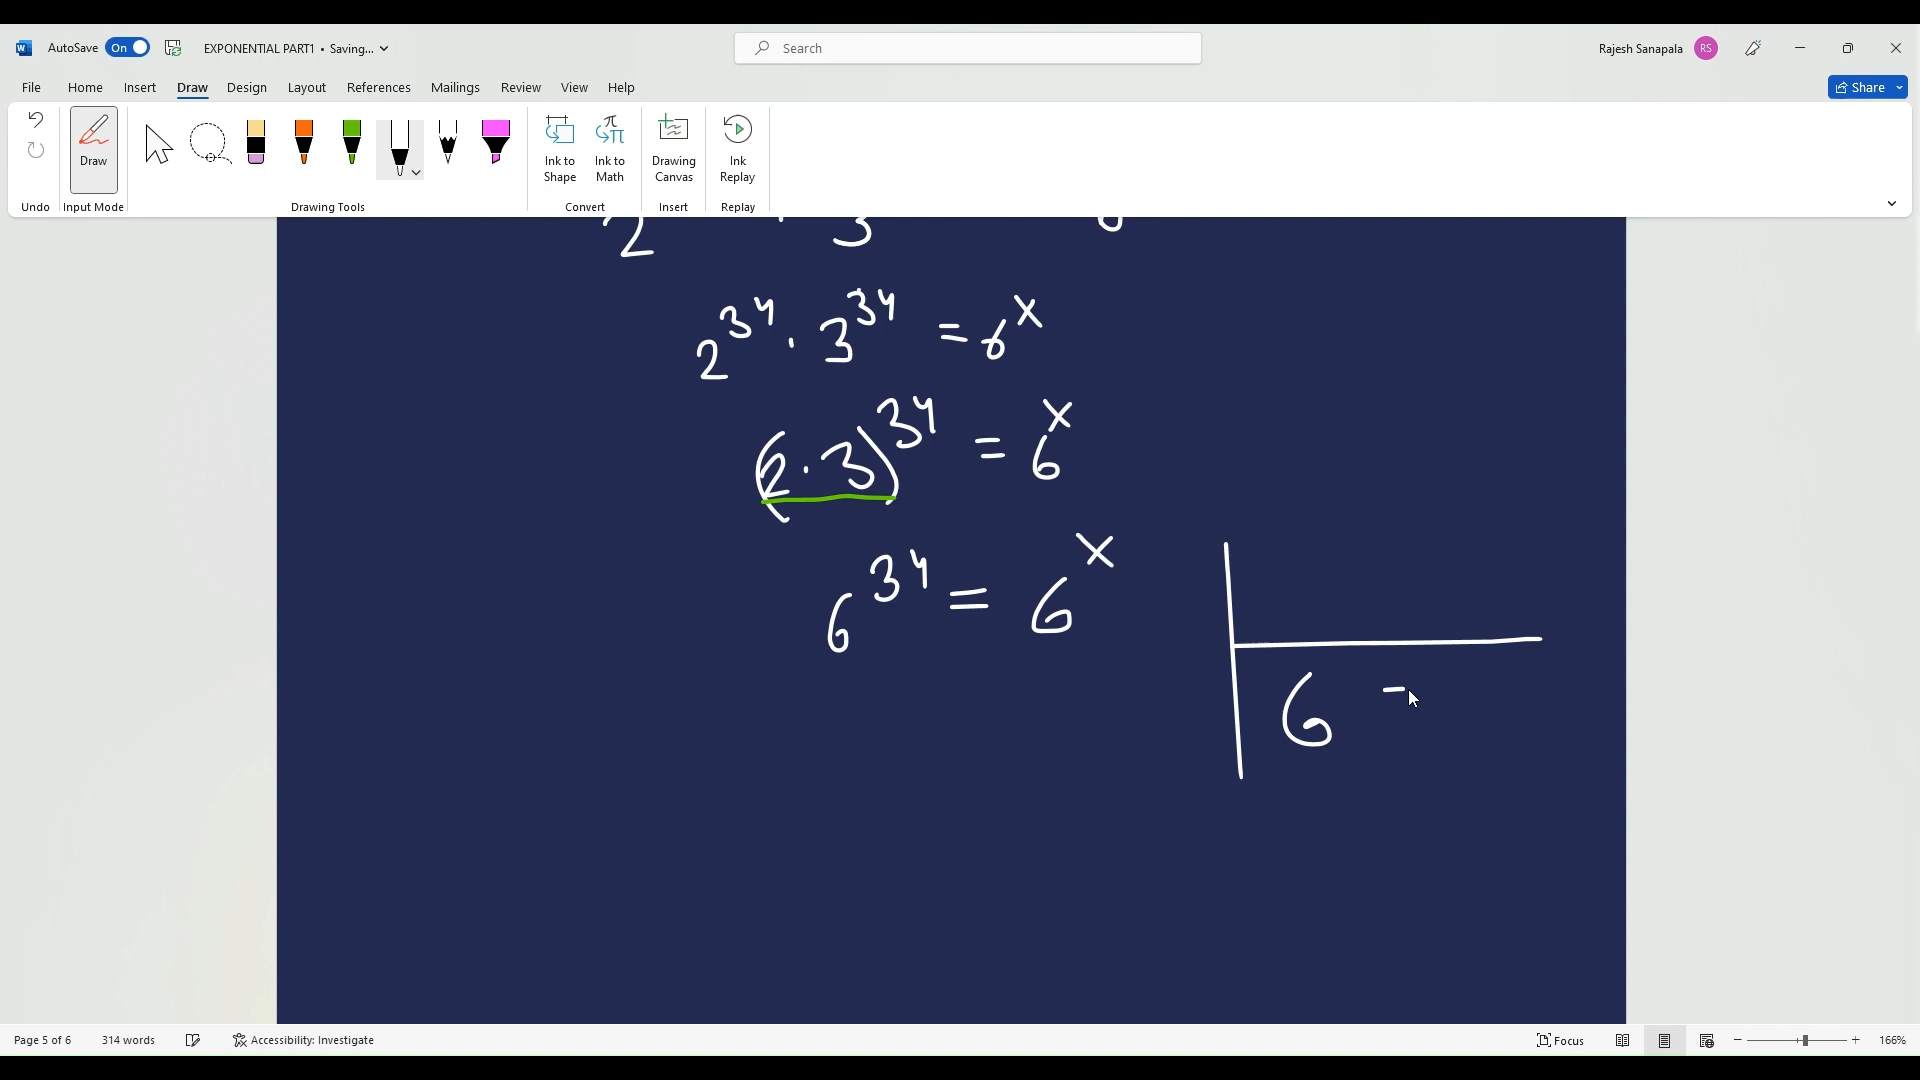 AutoSave On EXPONENTIAL PART1 • Saving... Search Rajesh Sanapala RS
File Home Insert Draw Design Layout References Mailings Review View Help Share
Draw
Ink to Shape
Ink to Math
Drawing Canvas
Ink Replay
Undo Input Mode Drawing Tools Convert Insert Replay
2 · 3
2^34 · 3^34 = 6^x
(2 · 3)^34 = 6^x
6^34 = 6^x
6
Page 5 of 6 314 words Accessibility: Investigate Focus 166%